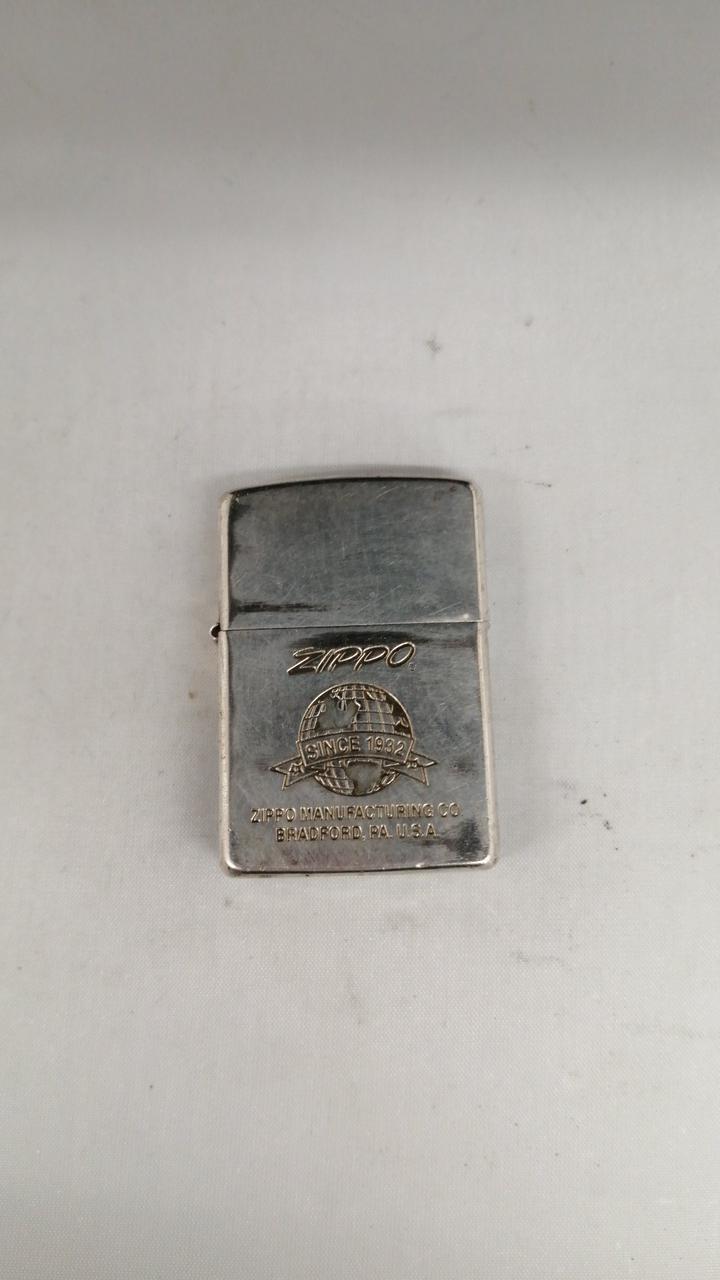 ZIPPO
SINCE 1932
ZIPPO MANUFACTURING CO
BRADFORD, PA. U.S.A.